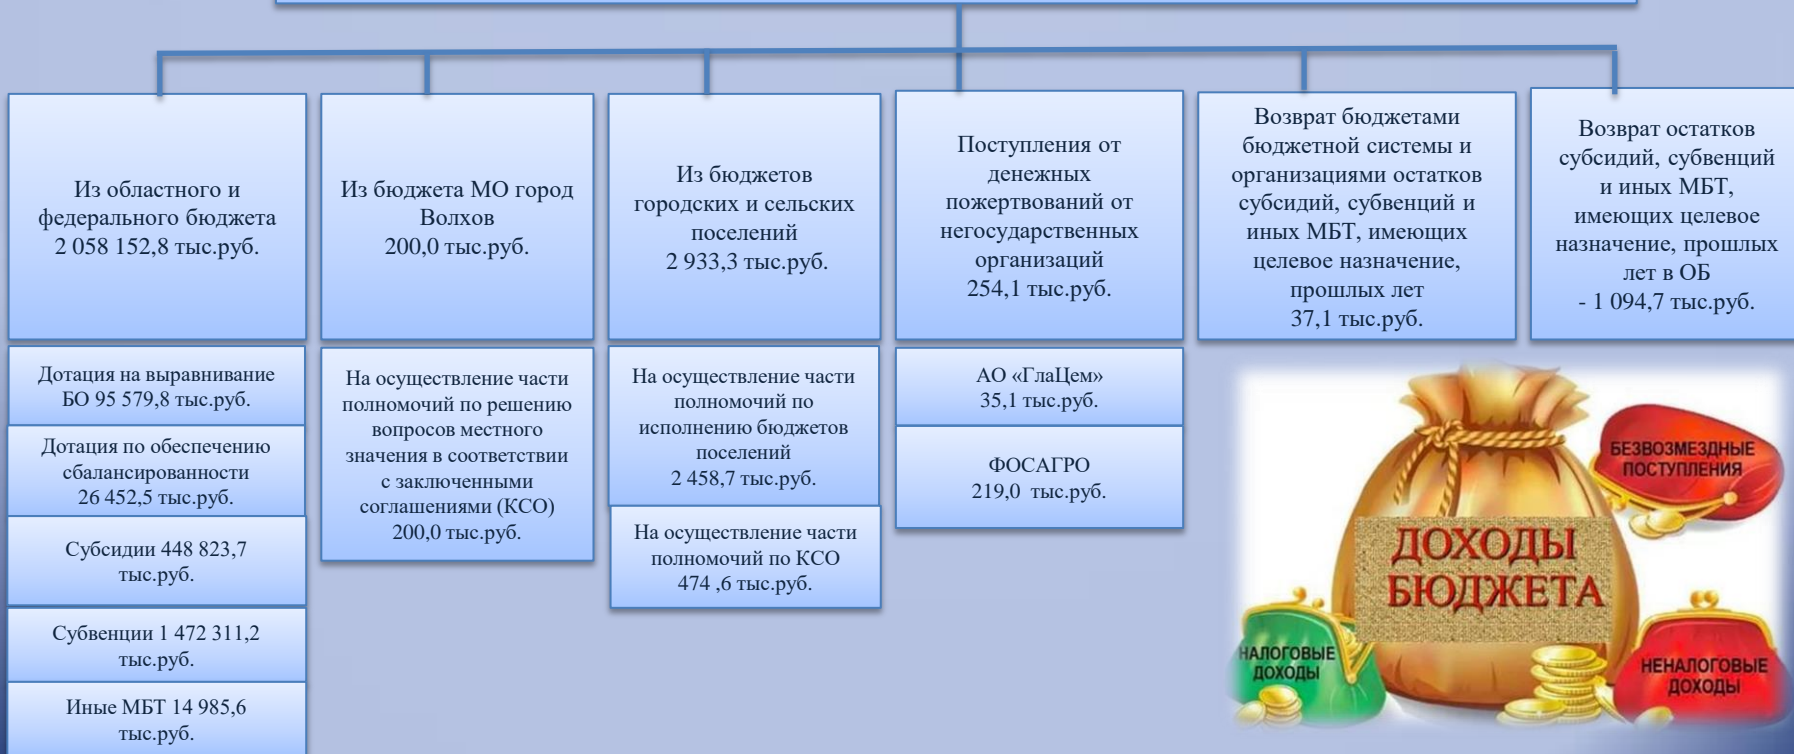 Из областного и
федерального бюджета
2 058 152,8 тыс.руб.
Из бюджета МО город
Волхов
200,0 тыс.руб.
Из бюджетов
городских и сельских
поселений
2 933,3 тыс.руб.
Поступления от
денежных
пожертвований от
негосударственных
организаций
254,1 тыс.руб.
Возврат бюджетами
бюджетной системы и
организациями остатков
субсидий, субвенций и
иных МБТ, имеющих
целевое назначение,
прошлых лет
37,1 тыс.руб.
Возврат остатков
субсидий, субвенций
и иных МБТ,
имеющих целевое
назначение, прошлых
лет в ОБ
- 1 094,7 тыс.руб.
Дотация на выравнивание
БО 95 579,8 тыс.руб.
Дотация по обеспечению
сбалансированности
26 452,5 тыс.руб.
Субсидии 448 823,7
тыс.руб.
Субвенции 1 472 311,2
тыс.руб.
Иные МБТ 14 985,6
тыс.руб.
На осуществление части
полномочий по решению
вопросов местного
значения в соответствии
с заключенными
соглашениями (КСО)
200,0 тыс.руб.
На осуществление части
полномочий по
исполнению бюджетов
поселений
2 458,7 тыс.руб.
На осуществление части
полномочий по КСО
474 ,6 тыс.руб.
АО «ГлаЦем»
35,1 тыс.руб.
ФОСАГРО
219,0 тыс.руб.
БЕЗВОЗМЕЗДНЫЕ
ПОСТУПЛЕНИЯ
ДОХОДЫ
БЮДЖЕТА
НАЛОГОВЫЕ
ДОХОДЫ
НЕНАЛОГОВЫЕ
ДОХОДЫ